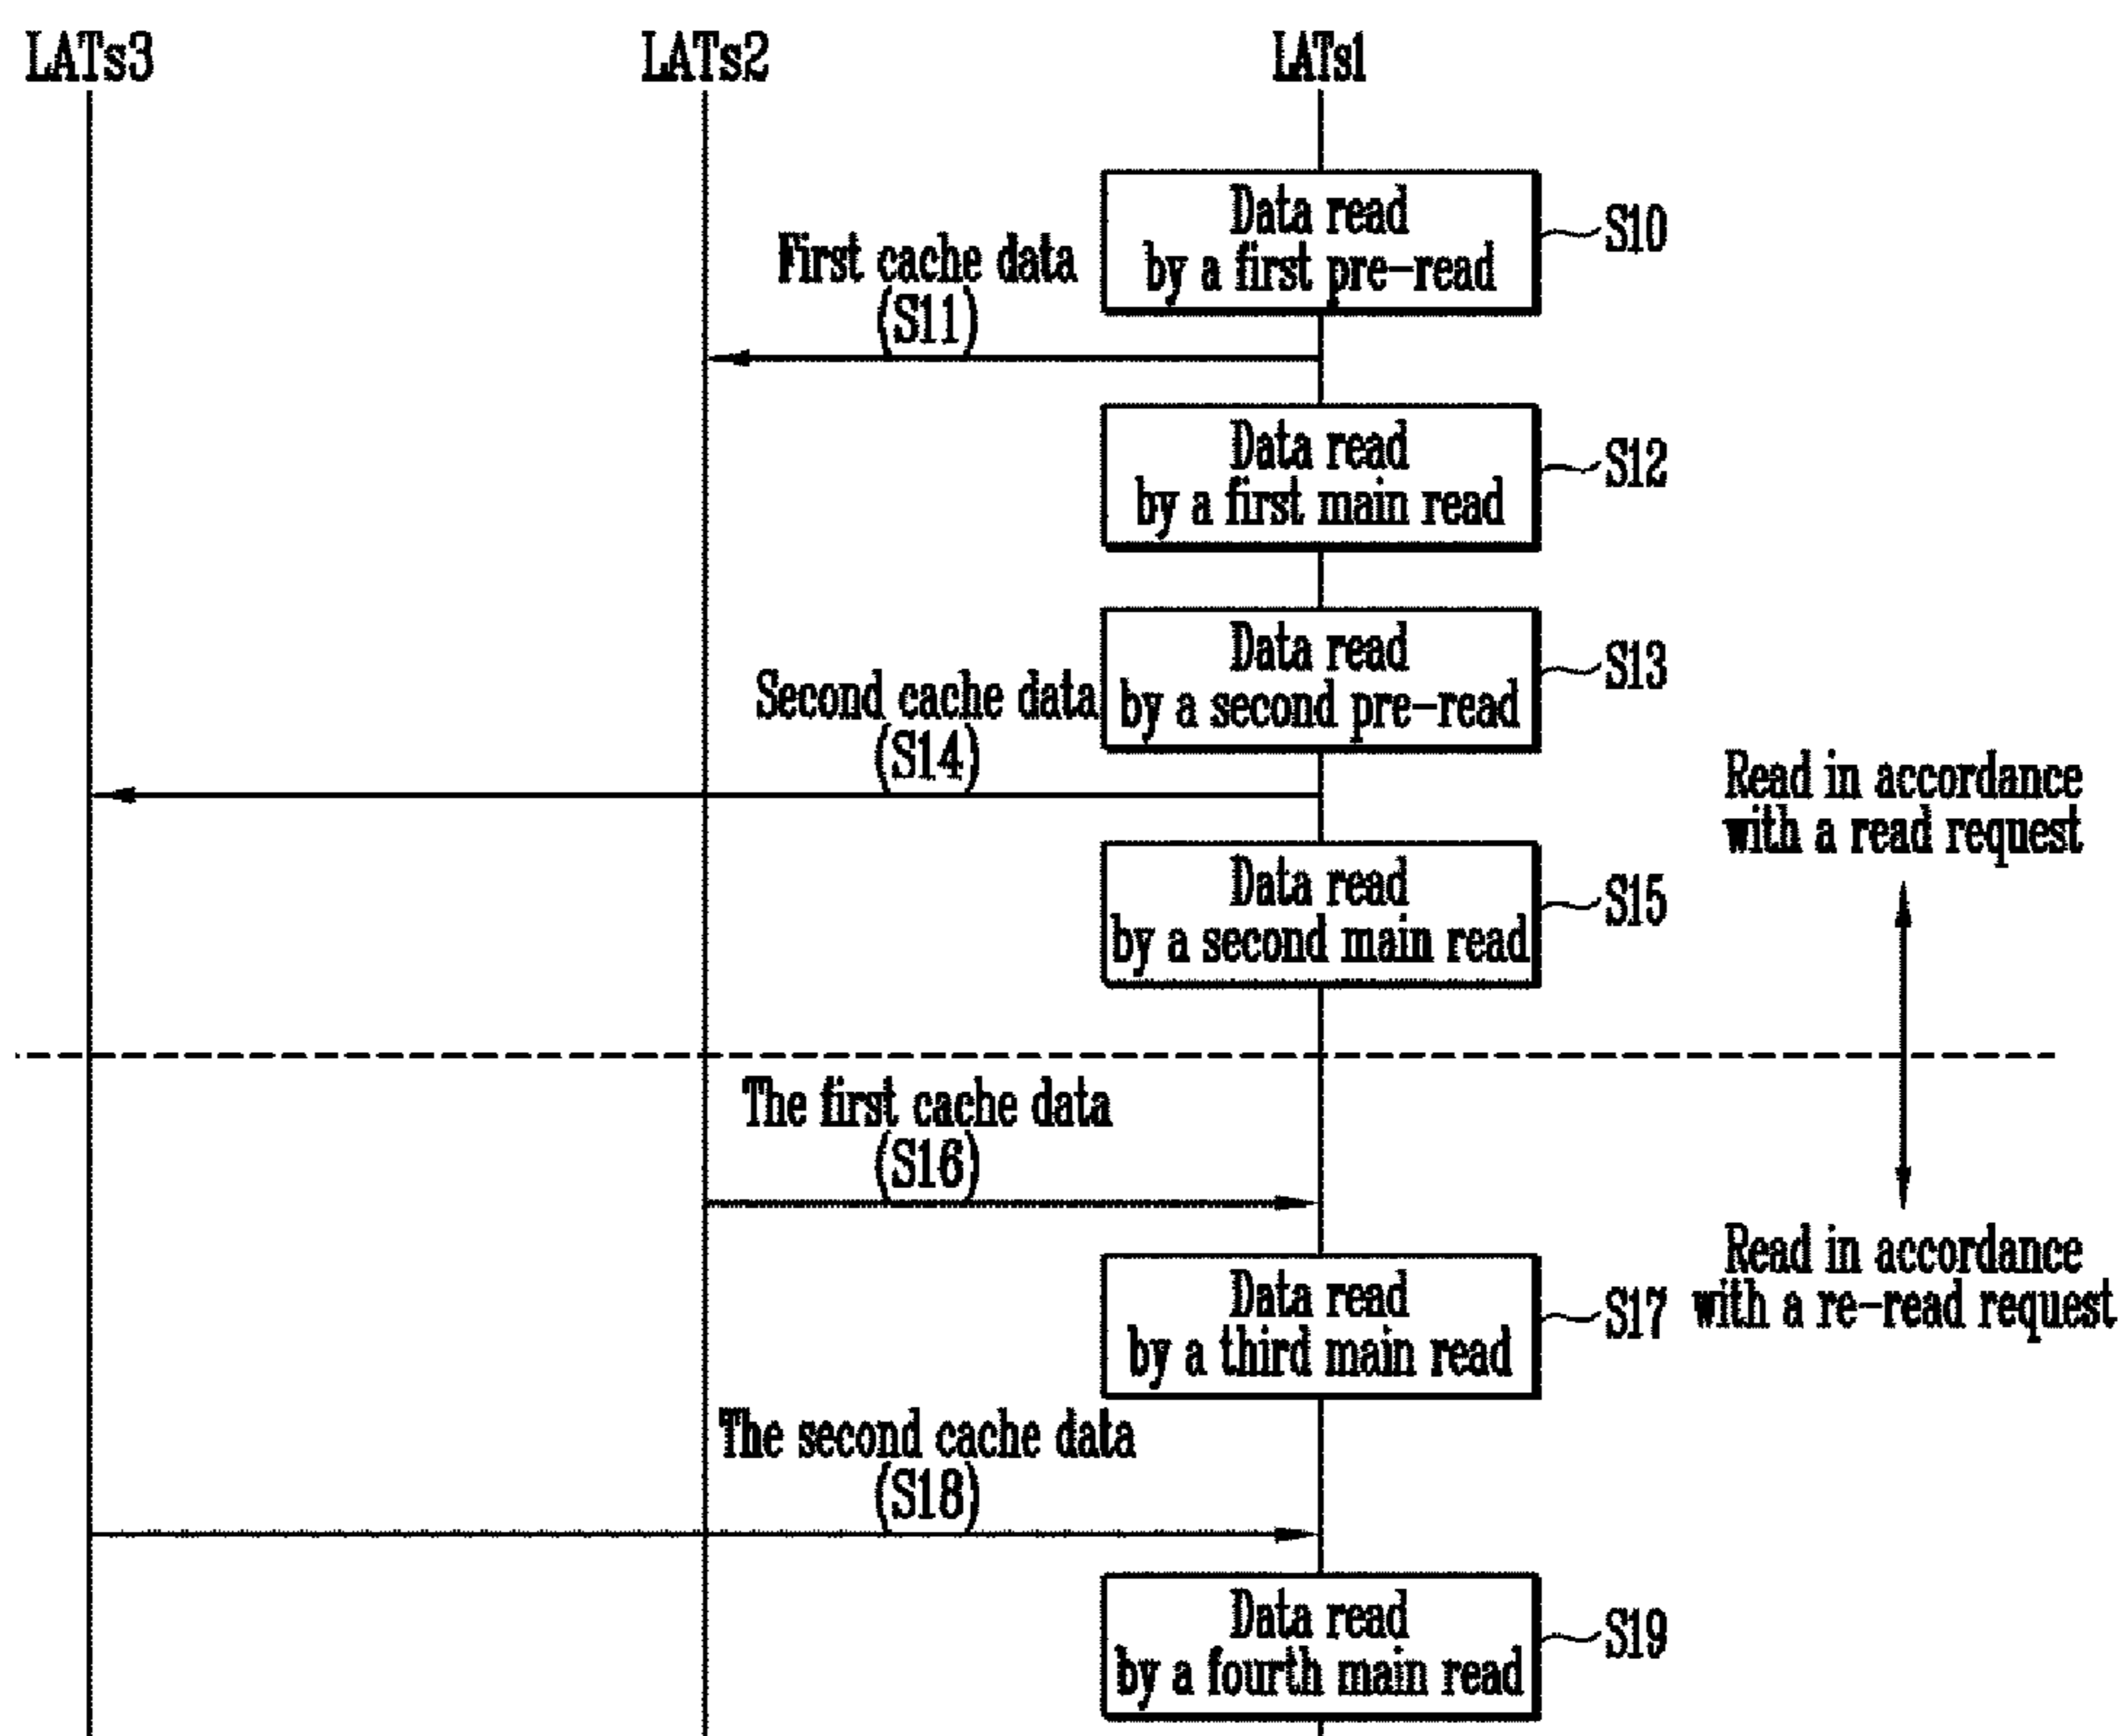 LATs3
LATs2
LATs1
Data read
by a first pre-read
S10
First cache data
(S11)
Data read
by a first main read
S12
Data read
by a second pre-read
S13
Second cache data
(S14)
Read in accordance
with a read request
Data read
by a second main read
S15
The first cache data
(S16)
Read in accordance
with a re-read request
Data read
by a third main read
S17
The second cache data
(S18)
Data read
by a fourth main read
S19